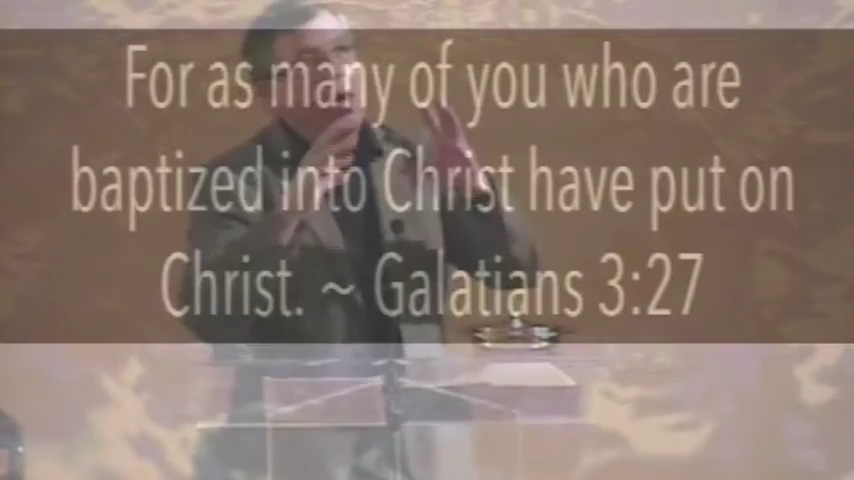 For as many of you who are
baptized into Christ have put on
Christ. ~ Galatians 3:27